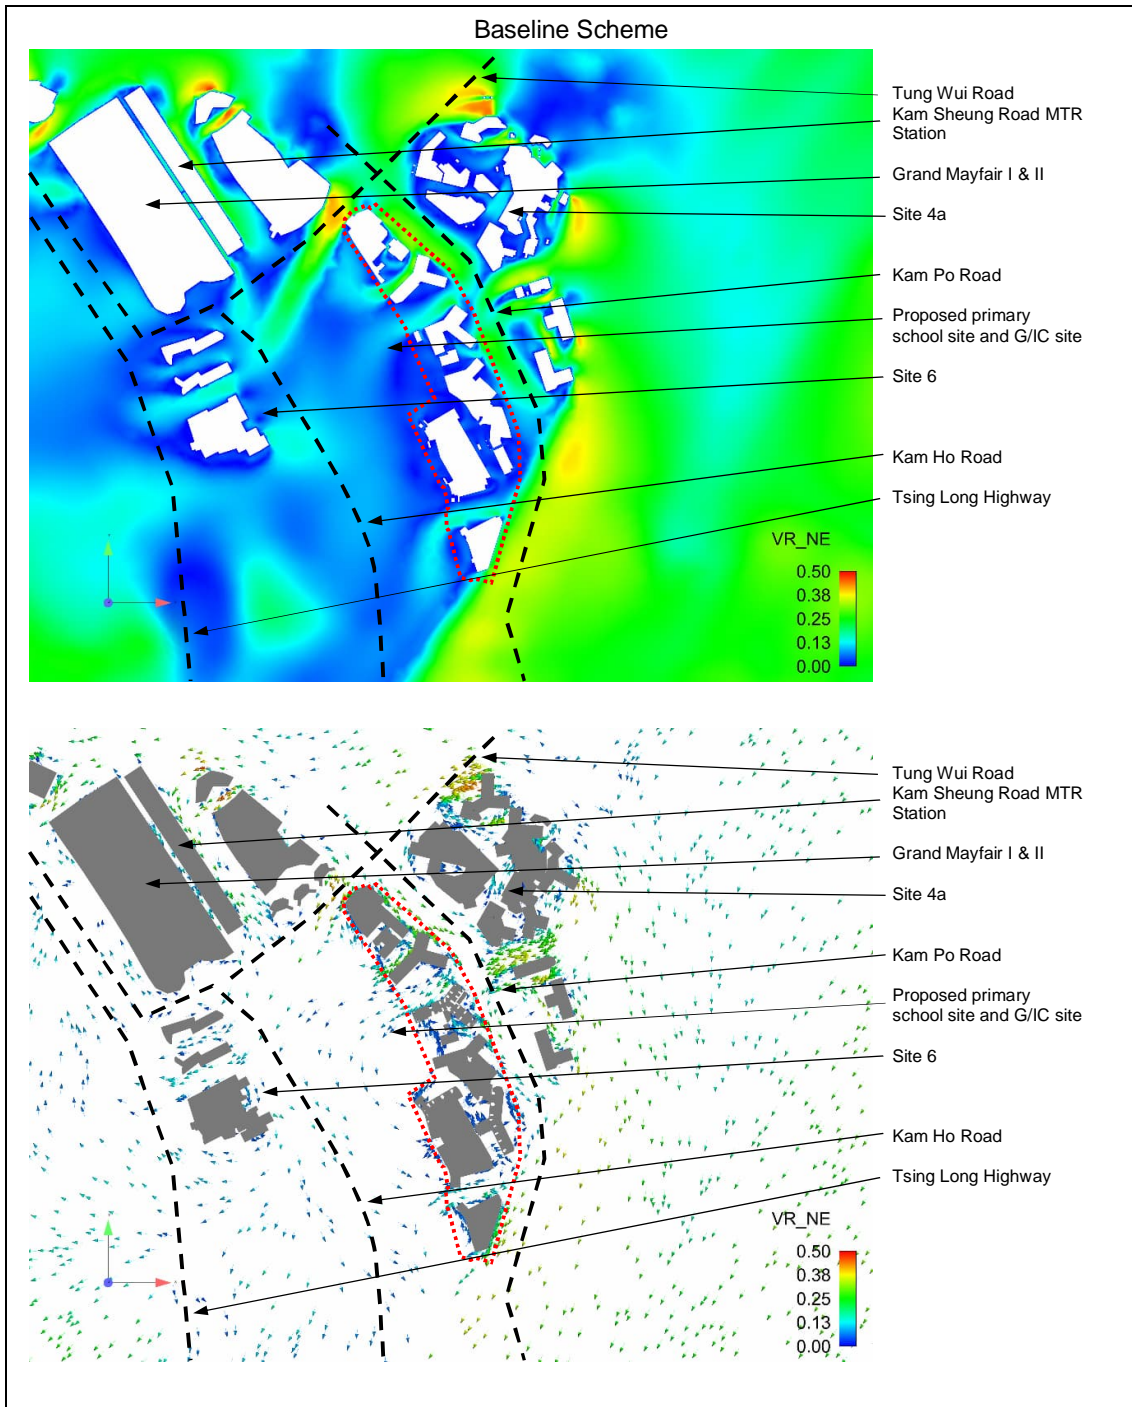 Baseline Scheme
Tung Wui Road
Kam Sheung Road MTR
Station
Grand Mayfair I & II
Site 4a
Kam Po Road
Proposed primary
school site and G/IC site
Site 6
Kam Ho Road
Tsing Long Highway
VR_NE
0.50
0.38
0.25
0.13
0.00
Tung Wui Road
Kam Sheung Road MTR
Station
Grand Mayfair I & II
Site 4a
Kam Po Road
Proposed primary
school site and G/IC site
Site 6
Kam Ho Road
Tsing Long Highway
VR_NE
0.50
0.38
0.25
0.13
0.00